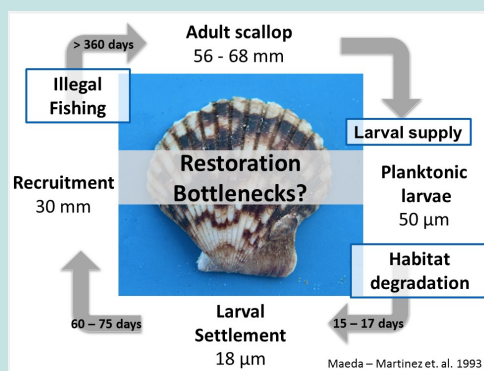 > 360 days
Adult scallop
56 - 68 mm
Illegal
Fishing
Larval supply
Restoration
Bottlenecks?
Recruitment
30 mm
Planktonic
larvae
50 µm
Habitat
degradation
60 – 75 days
Larval
Settlement
18 µm
15 – 17 days
Maeda – Martinez et. al. 1993